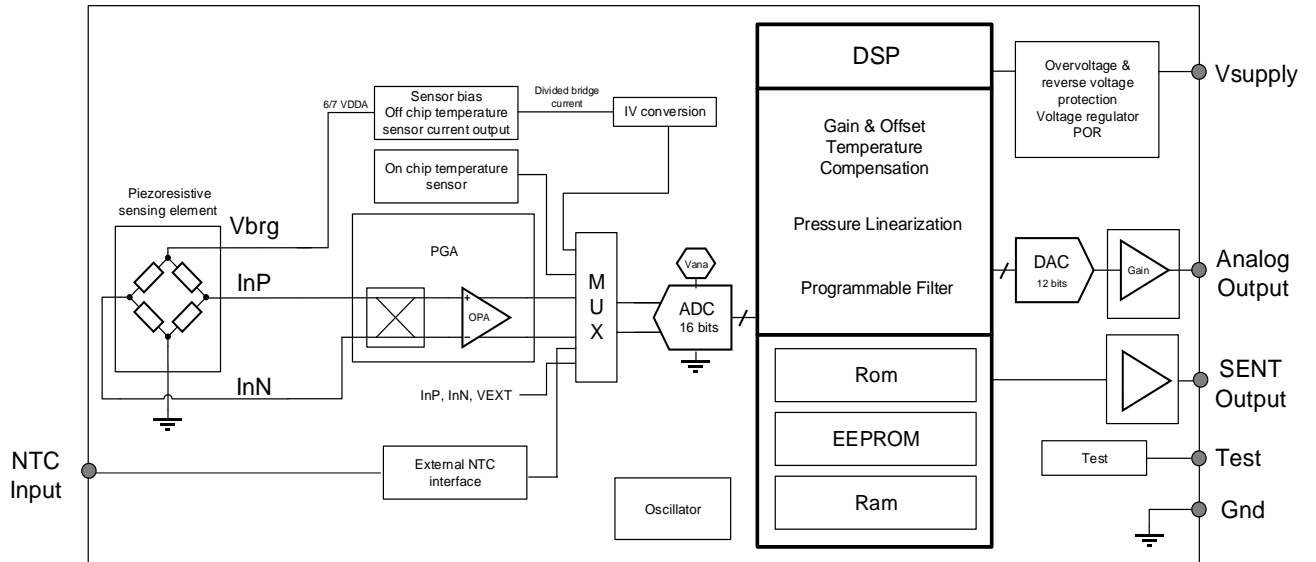 DSP
Overvoltage &
reverse voltage
protection
Voltage regulator
POR
Vsupply
6/7 VDDA
Sensor bias
Off chip temperature
sensor current output
Divided bridge
current
IV conversion
On chip temperature
sensor
Gain & Offset
Temperature
Compensation
Piezoresistive
sensing element
Vbrg
PGA
Pressure Linearization
InP
+
OPA
−
M
U
X
Vana
ADC
16 bits
Programmable Filter
DAC
12 bits
Gain
Analog
Output
InN
InP, InN, VEXT
Rom
SENT
Output
EEPROM
NTC
Input
External NTC
interface
Test
Test
Oscillator
Ram
Gnd